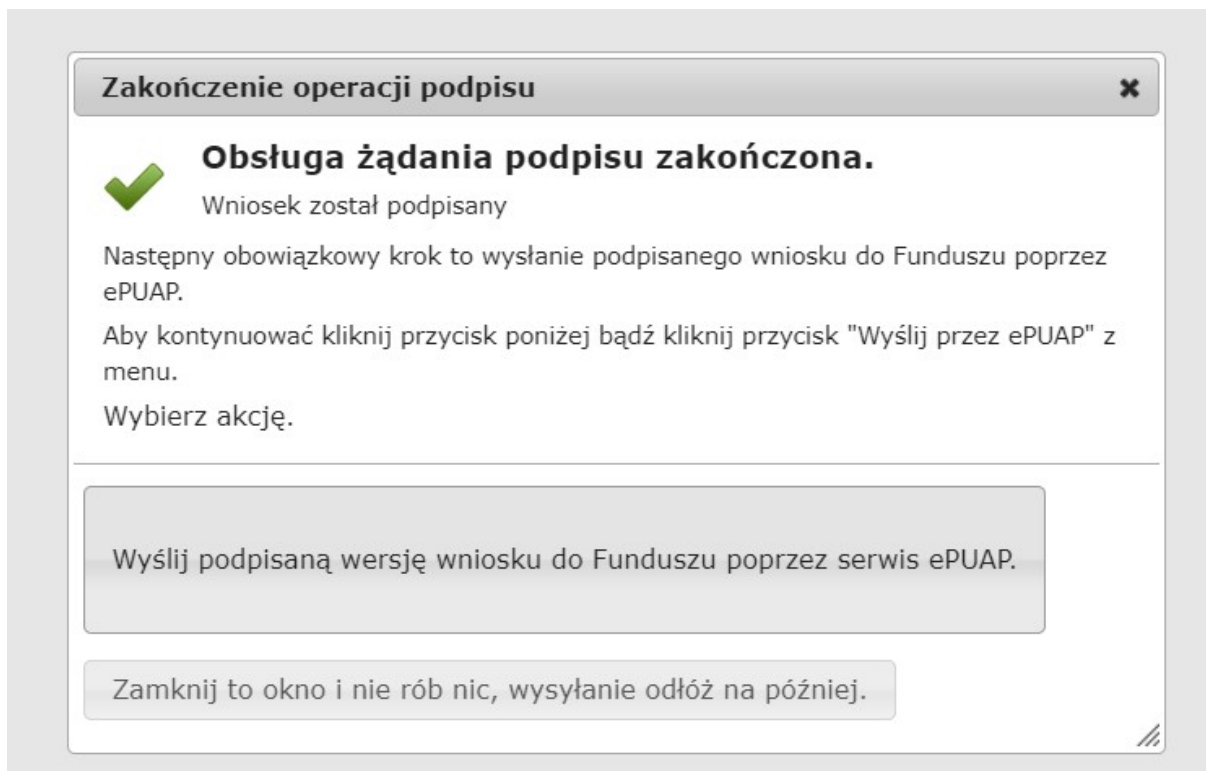 Zakończenie operacji podpisu
Obsługa żądania podpisu zakończona.
Wniosek został podpisany
Następny obowiązkowy krok to wysłanie podpisanego wniosku do Funduszu poprzez
ePUAP.
Aby kontynuować kliknij przycisk poniżej bądź kliknij przycisk "Wyślij przez ePUAP" z
menu.
Wybierz akcję.
Wyślij podpisaną wersję wniosku do Funduszu poprzez serwis ePUAP.
Zamknij to okno i nie rób nic, wysyłanie odłóż na później.